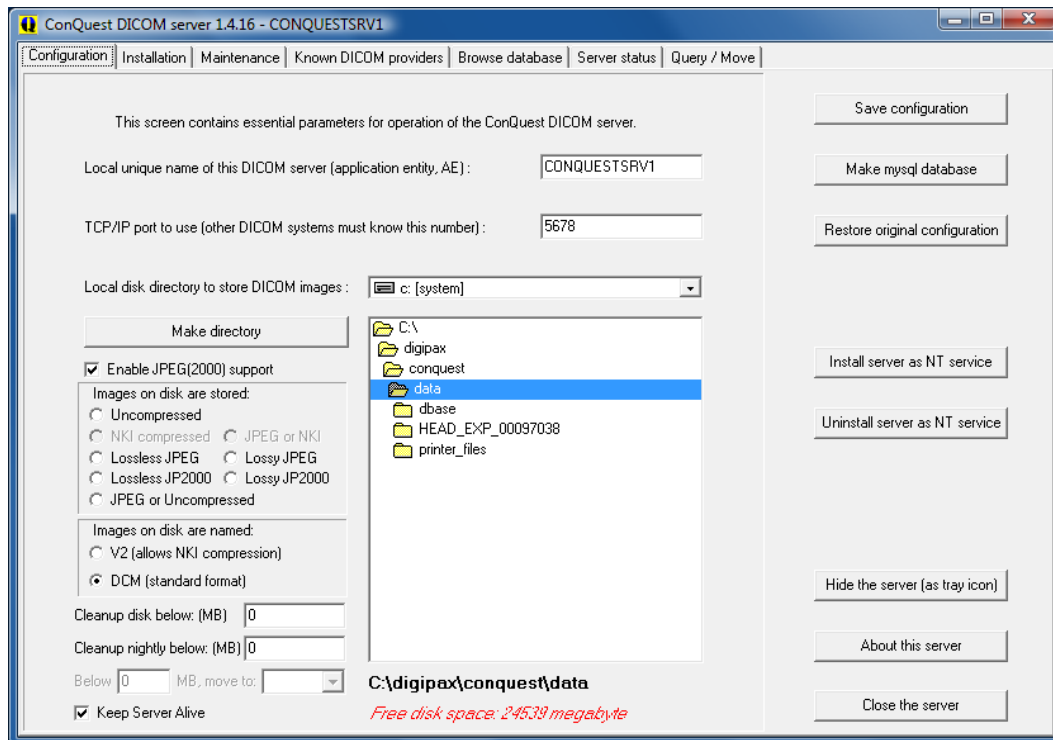 ConQuest DICOM server 1.4.16 - CONQUESTSRV1
Configuration Installation Maintenance Known DICOM providers Browse database Server status Query / Move
This screen contains essential parameters for operation of the ConQuest DICOM server.
Local unique name of this DICOM server (application entity, AE) : CONQUESTSRV1
TCP/IP port to use (other DICOM systems must know this number) : 5678
Local disk directory to store DICOM images : c: [system]
Make directory
Enable JPEG(2000) support
Images on disk are stored:
Uncompressed
NKI compressed JPEG or NKI
Lossless JPEG Lossy JPEG
Lossless JP2000 Lossy JP2000
JPEG or Uncompressed
Images on disk are named:
V2 (allows NKI compression)
DCM (standard format)
Cleanup disk below: (MB) 0
Cleanup nightly below: (MB) 0
Below 0 MB, move to:
Keep Server Alive
C:\
digipax
conquest
data
dbase
HEAD_EXP_00097038
printer_files
C:\digipax\conquest\data
Free disk space: 24539 megabyte
Save configuration
Make mysql database
Restore original configuration
Install server as NT service
Uninstall server as NT service
Hide the server (as tray icon)
About this server
Close the server